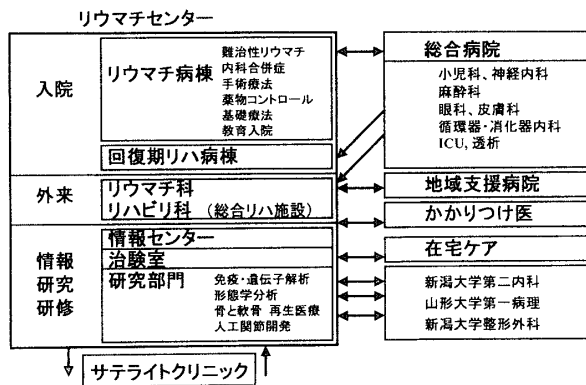 リウマチセンター
入院
リウマチ病棟
難治性リウマチ
内科合併症
手術療法
薬物コントロール
基礎療法
教育入院
回復期リハ病棟
外来
リウマチ科
リハビリ科 (総合リハ施設)
情報
研究
研修
情報センター
治験室
研究部門
免疫・遺伝子解析
形態学分析
骨と軟骨 再生医療
人工関節開発
サテライトクリニック
総合病院
小児科、神経内科
麻酔科
眼科、皮膚科
循環器・消化器内科
ICU, 透析
地域支援病院
かかりつけ医
在宅ケア
新潟大学第二内科
山形大学第一病理
新潟大学整形外科